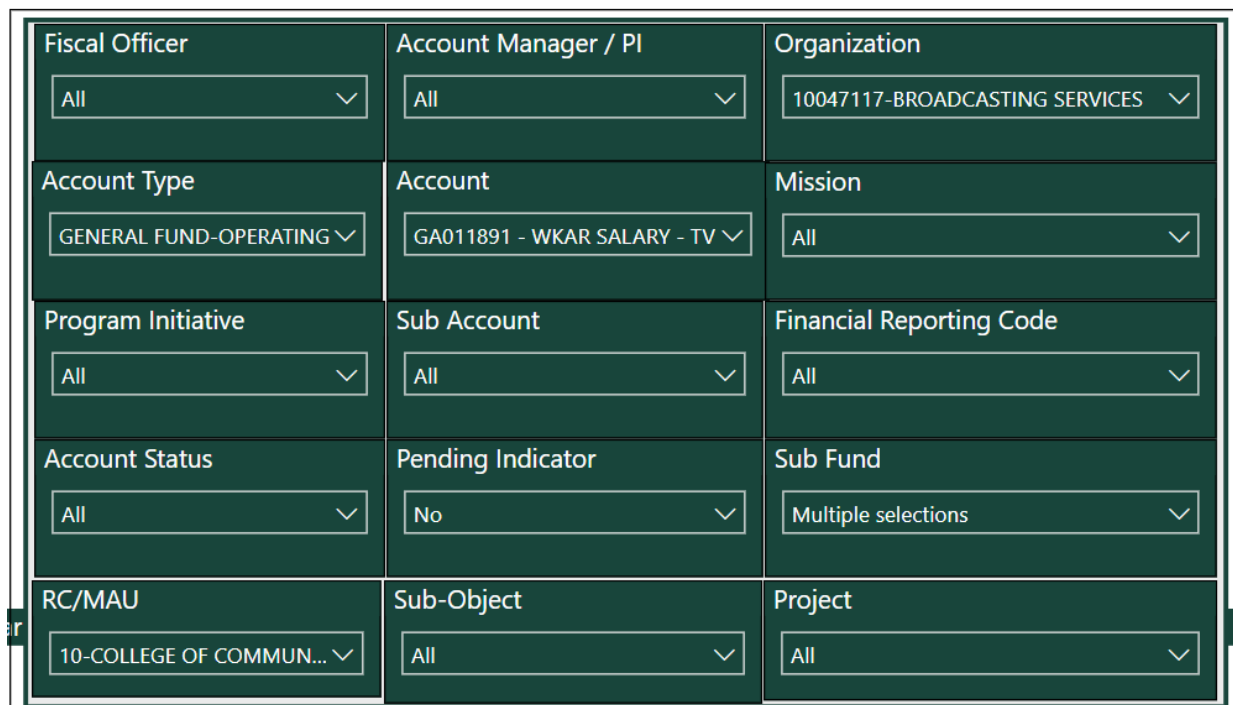 Fiscal Officer Account Manager / PI Organization
All All 10047117-BROADCASTING SERVICES
Account Type Account Mission
GENERAL FUND-OPERATING GA011891 - WKAR SALARY - TV All
Program Initiative Sub Account Financial Reporting Code
All All All
Account Status Pending Indicator Sub Fund
All No Multiple selections
RC/MAU Sub-Object Project
ar
10-COLLEGE OF COMMUN... All All